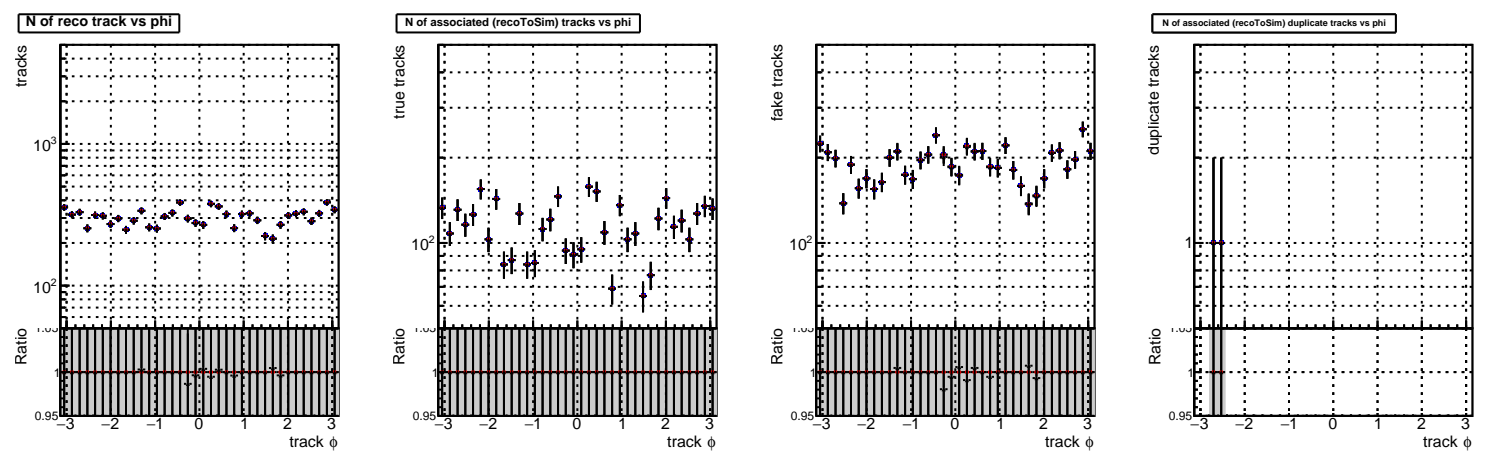 N of reco track vs phi
tracks
10³
10²
Ratio
1.05
1
0.95
−3 −2 −1 0 1 2 3
track ϕ
N of associated (recoToSim) tracks vs phi
true tracks
10²
Ratio
1.05
1
0.95
−3 −2 −1 0 1 2 3
track ϕ
fake tracks
10²
Ratio
1.05
1
0.95
−3 −2 −1 0 1 2 3
track ϕ
N of associated (recoToSim) duplicate tracks vs phi
duplicate tracks
1
Ratio
1.05
1
0.95
−3 −2 −1 0 1 2 3
track ϕ